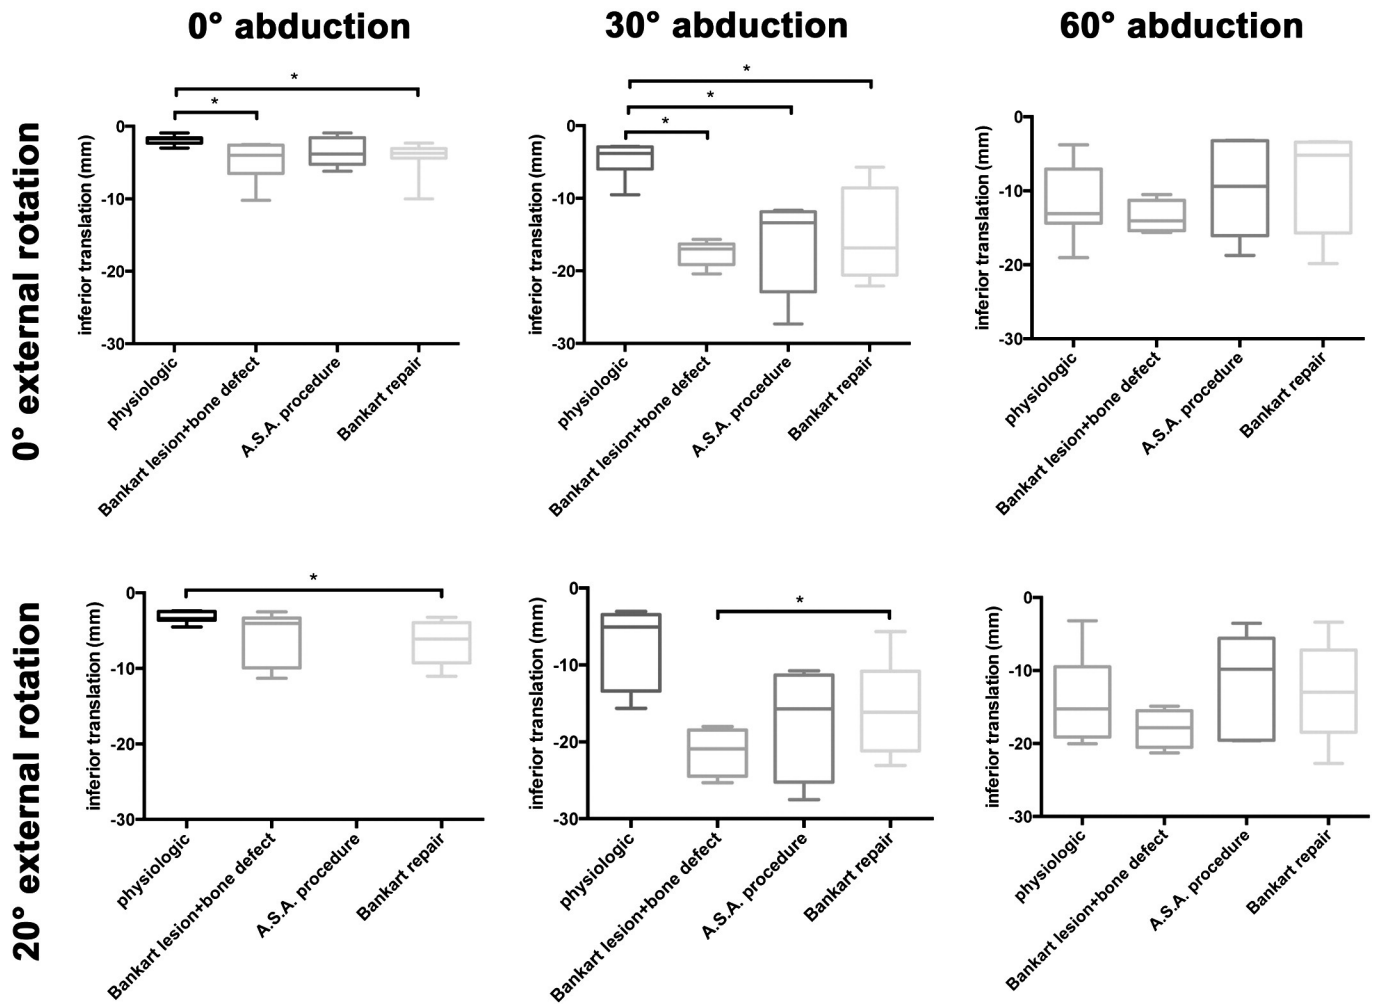 0° abduction
30° abduction
60° abduction
0° external rotation
*
*
inferior translation (mm)
0
-10
-20
-30
physiologic
Bankart lesion+bone defect
A.S.A. procedure
Bankart repair
*
*
*
inferior translation (mm)
0
-10
-20
-30
physiologic
Bankart lesion+bone defect
A.S.A. procedure
Bankart repair
inferior translation (mm)
0
-10
-20
-30
physiologic
Bankart lesion+bone defect
A.S.A. procedure
Bankart repair
20° external rotation
*
inferior translation (mm)
0
-10
-20
-30
physiologic
Bankart lesion+bone defect
A.S.A. procedure
Bankart repair
*
inferior translation (mm)
0
-10
-20
-30
physiologic
Bankart lesion+bone defect
A.S.A. procedure
Bankart repair
inferior translation (mm)
0
-10
-20
-30
physiologic
Bankart lesion+bone defect
A.S.A. procedure
Bankart repair